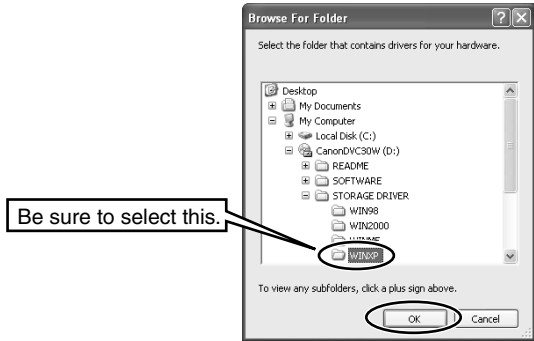 Browse For Folder
Select the folder that contains drivers for your hardware.
Desktop
My Documents
My Computer
Local Disk (C:)
CanonDVC30W (D:)
README
SOFTWARE
STORAGE DRIVER
WIN98
WIN2000
WINME
Be sure to select this.
WINXP
To view any subfolders, click a plus sign above.
OK Cancel